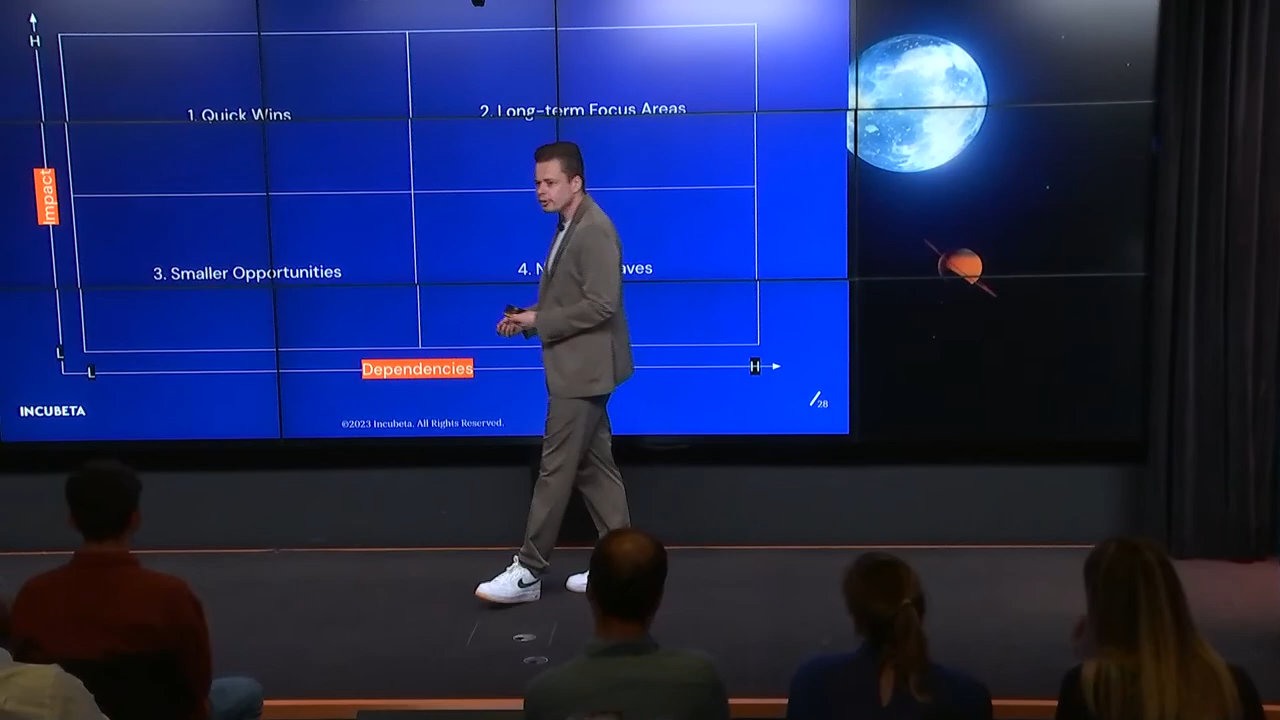 H
1. Quick Wins
2. Long-term Focus Areas
Impact
3. Smaller Opportunities
4.
L
L
Dependencies
H
INCUBETA
©2023 Incubeta. All Rights Reserved.
/28